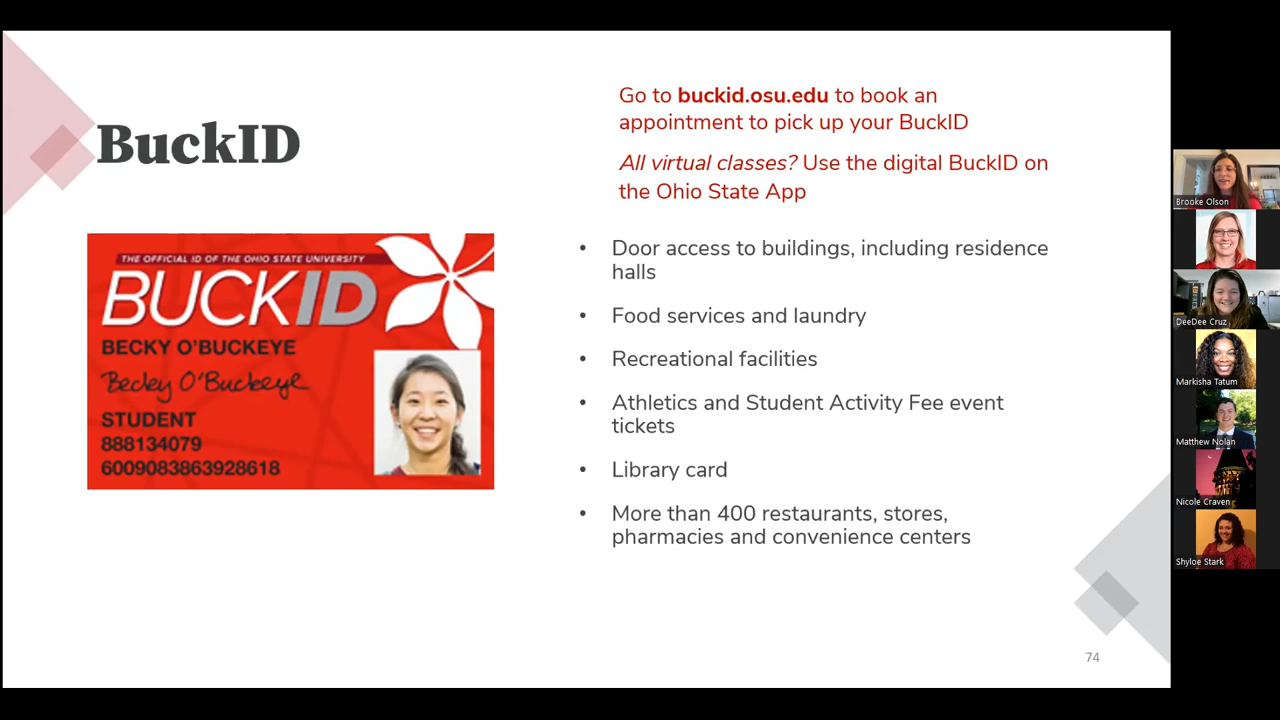 BuckID
THE OFFICIAL ID OF THE OHIO STATE UNIVERSITY
BUCKID
BECKY O'BUCKEYE
Becky O'Buckeye
STUDENT
888134079
6009083863928618
Go to buckid.osu.edu to book an
appointment to pick up your BuckID
All virtual classes? Use the digital BuckID on
the Ohio State App
• Door access to buildings, including residence
halls
• Food services and laundry
• Recreational facilities
• Athletics and Student Activity Fee event
tickets
• Library card
• More than 400 restaurants, stores,
pharmacies and convenience centers
74
Brooke Olson
DeeDee Cruz
Markisha Tatum
Matthew Nolan
Nicole Craven
Shyloe Stark